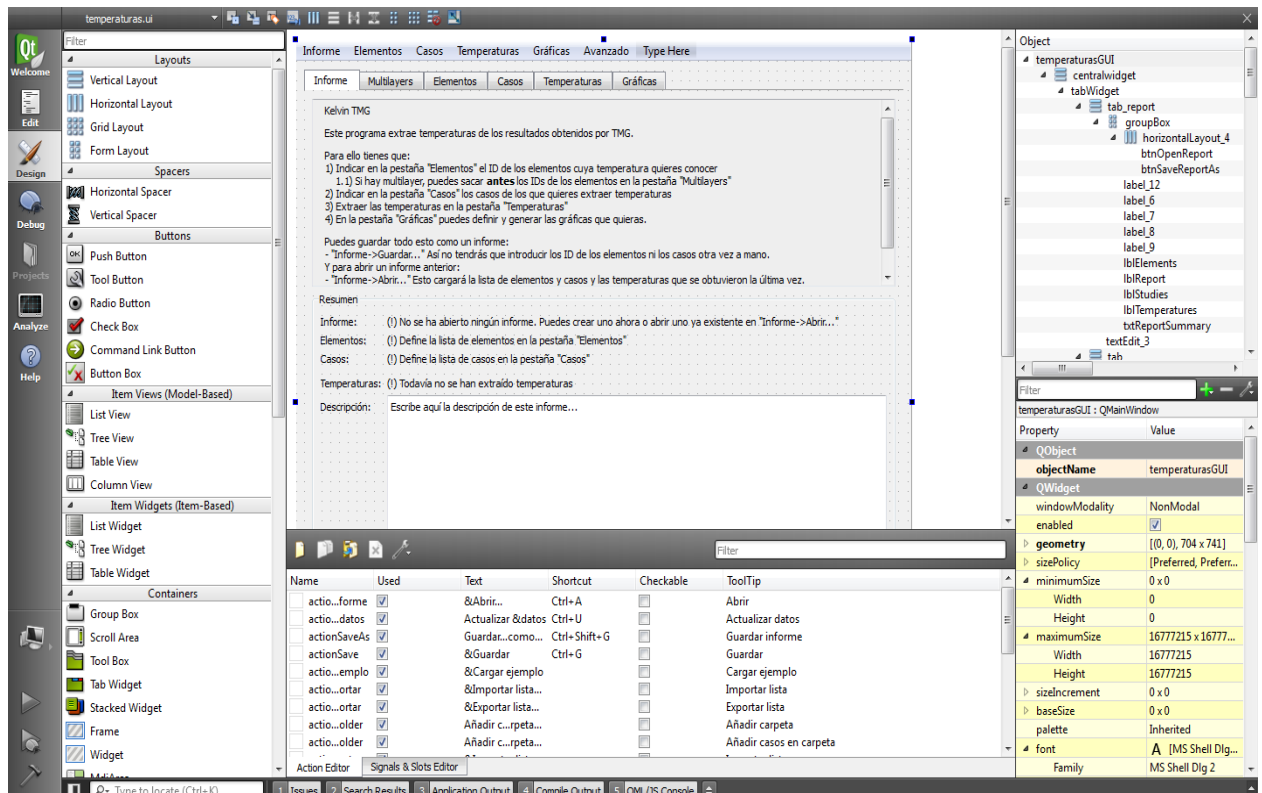 temperaturas.ui
Welcome
Edit
Design
Debug
Projects
Analyze
Help
Filter
Layouts
Vertical Layout
Horizontal Layout
Grid Layout
Form Layout
Spacers
Horizontal Spacer
Vertical Spacer
Buttons
OK Push Button
Tool Button
Radio Button
Check Box
Command Link Button
Button Box
Item Views (Model-Based)
List View
Tree View
Table View
Column View
Item Widgets (Item-Based)
List Widget
Tree Widget
Table Widget
Containers
Group Box
Scroll Area
Tool Box
Tab Widget
Stacked Widget
Frame
Widget
MdiArea
Type to locate (Ctrl+K)
Informe Elementos Casos Temperaturas Gráficas Avanzado Type Here
Informe Multilayers Elementos Casos Temperaturas Gráficas
Kelvin TMG
Este programa extrae temperaturas de los resultados obtenidos por TMG.
Para ello tienes que:
1) Indicar en la pestaña "Elementos" el ID de los elementos cuya temperatura quieres conocer
1.1) Si hay multilayer, puedes sacar antes los IDs de los elementos en la pestaña "Multilayers"
2) Indicar en la pestaña "Casos" los casos de los que quieres extraer temperaturas
3) Extraer las temperaturas en la pestaña "Temperaturas"
4) En la pestaña "Gráficas" puedes definir y generar las gráficas que quieras.
Puedes guardar todo esto como un informe:
- "Informe->Guardar..." Así no tendrás que introducir los ID de los elementos ni los casos otra vez a mano.
Y para abrir un informe anterior:
- "Informe->Abrir..." Esto cargará la lista de elementos y casos y las temperaturas que se obtuvieron la última vez.
Resumen
Informe: (!) No se ha abierto ningún informe. Puedes crear uno ahora o abrir uno ya existente en "Informe->Abrir..."
Elementos: (!) Define la lista de elementos en la pestaña "Elementos"
Casos: (!) Define la lista de casos en la pestaña "Casos"
Temperaturas: (!) Todavía no se han extraído temperaturas
Descripción: Escribe aquí la descripción de este informe...
Filter
Name Used Text Shortcut Checkable ToolTip
actio...forme &Abrir... Ctrl+A Abrir
actio...datos Actualizar &datos Ctrl+U Actualizar datos
actionSaveAs Guardar...como... Ctrl+Shift+G Guardar informe
actionSave &Guardar Ctrl+G Guardar
actio...emplo &Cargar ejemplo Cargar ejemplo
actio...ortar &Importar lista... Importar lista
actio...ortar &Exportar lista... Exportar lista
actio...older Añadir c...rpeta... Añadir carpeta
actio...older Añadir c...rpeta... Añadir casos en carpeta
Action Editor Signals & Slots Editor
1 Issues 2 Search Results 3 Application Output 4 Compile Output 5 QML/JS Console
Object
temperaturasGUI
centralwidget
tabWidget
tab_report
groupBox
horizontalLayout_4
btnOpenReport
btnSaveReportAs
label_12
label_6
label_7
label_8
label_9
lblElements
lblReport
lblStudies
lblTemperatures
txtReportSummary
textEdit_3
tab
Filter
temperaturasGUI : QMainWindow
Property Value
QObject
objectName temperaturasGUI
QWidget
windowModality NonModal
enabled
geometry [(0, 0), 704 x 741]
sizePolicy [Preferred, Preferr...
minimumSize 0 x 0
Width 0
Height 0
maximumSize 16777215 x 16777...
Width 16777215
Height 16777215
sizeIncrement 0 x 0
baseSize 0 x 0
palette Inherited
font A [MS Shell Dlg...
Family MS Shell Dlg 2